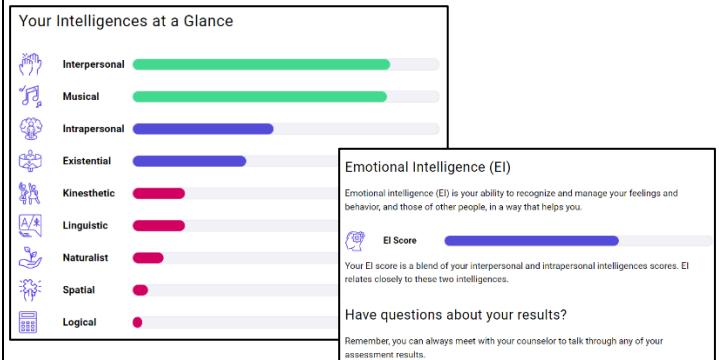 Your Intelligences at a Glance
Interpersonal
Musical
Intrapersonal
Existential
Kinesthetic
Linguistic
Naturalist
Spatial
Logical
Emotional Intelligence (EI)
Emotional intelligence (EI) is your ability to recognize and manage your feelings and
behavior, and those of other people, in a way that helps you.
EI Score
Your EI score is a blend of your interpersonal and intrapersonal intelligences scores. EI
relates closely to these two intelligences.
Have questions about your results?
Remember, you can always meet with your counselor to talk through any of your
assessment results.